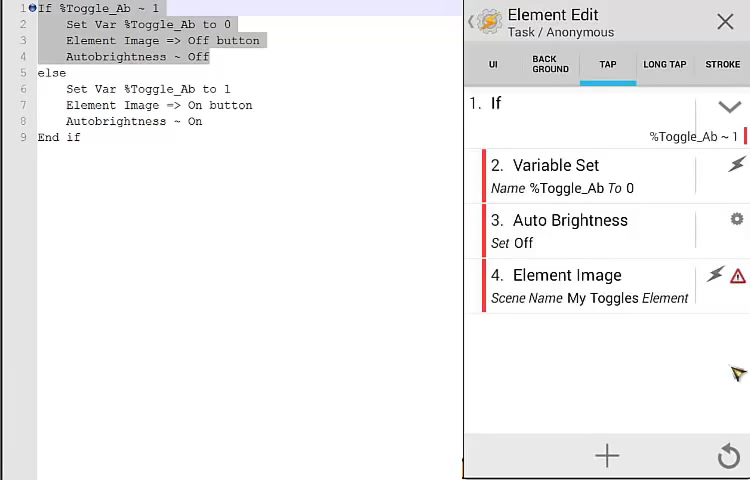 1 If %Toggle_Ab ~ 1
2 Set Var %Toggle_Ab to 0
3 Element Image => Off button
4 Autobrightness ~ Off
5 else
6 Set Var %Toggle_Ab to 1
7 Element Image => On button
8 Autobrightness ~ On
9 End if
Element Edit
Task / Anonymous
UI
BACK
GROUND
TAP
LONG TAP
STROKE
1. If
%Toggle_Ab ~ 1
2. Variable Set
Name %Toggle_Ab To 0
3. Auto Brightness
Set Off
4. Element Image
Scene Name My Toggles Element